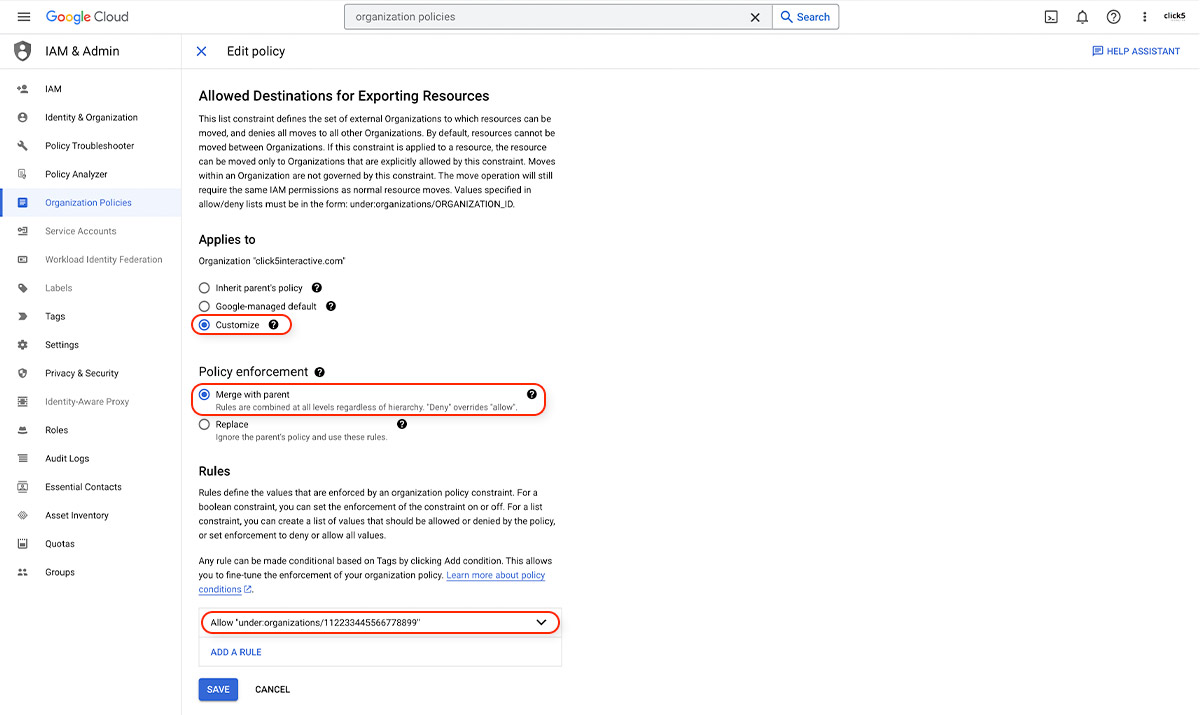 Google Cloud
organization policies
Search
click5
IAM & Admin
Edit policy
HELP ASSISTANT
IAM
Identity & Organization
Policy Troubleshooter
Policy Analyzer
Organization Policies
Service Accounts
Workload Identity Federation
Labels
Tags
Settings
Privacy & Security
Identity-Aware Proxy
Roles
Audit Logs
Essential Contacts
Asset Inventory
Quotas
Groups
Allowed Destinations for Exporting Resources
This list constraint defines the set of external Organizations to which resources can be
moved, and denies all moves to all other Organizations. By default, resources cannot be
moved between Organizations. If this constraint is applied to a resource, the resource
can be moved only to Organizations that are explicitly allowed by this constraint. Moves
within an Organization are not governed by this constraint. The move operation will still
require the same IAM permissions as normal resource moves. Values specified in
allow/deny lists must be in the form: under:organizations/ORGANIZATION_ID.
Applies to
Organization "click5interactive.com"
Inherit parent's policy
Google-managed default
Customize
Policy enforcement
Merge with parent
Rules are combined at all levels regardless of hierarchy. "Deny" overrides "allow".
Replace
Ignore the parent's policy and use these rules.
Rules
Rules define the values that are enforced by an organization policy constraint. For a
boolean constraint, you can set the enforcement of the constraint on or off. For a list
constraint, you can create a list of values that should be allowed or denied by the policy,
or set enforcement to deny or allow all values.
Any rule can be made conditional based on Tags by clicking Add condition. This allows
you to fine-tune the enforcement of your organization policy. Learn more about policy
conditions.
Allow "under:organizations/112233445566778899"
ADD A RULE
SAVE
CANCEL